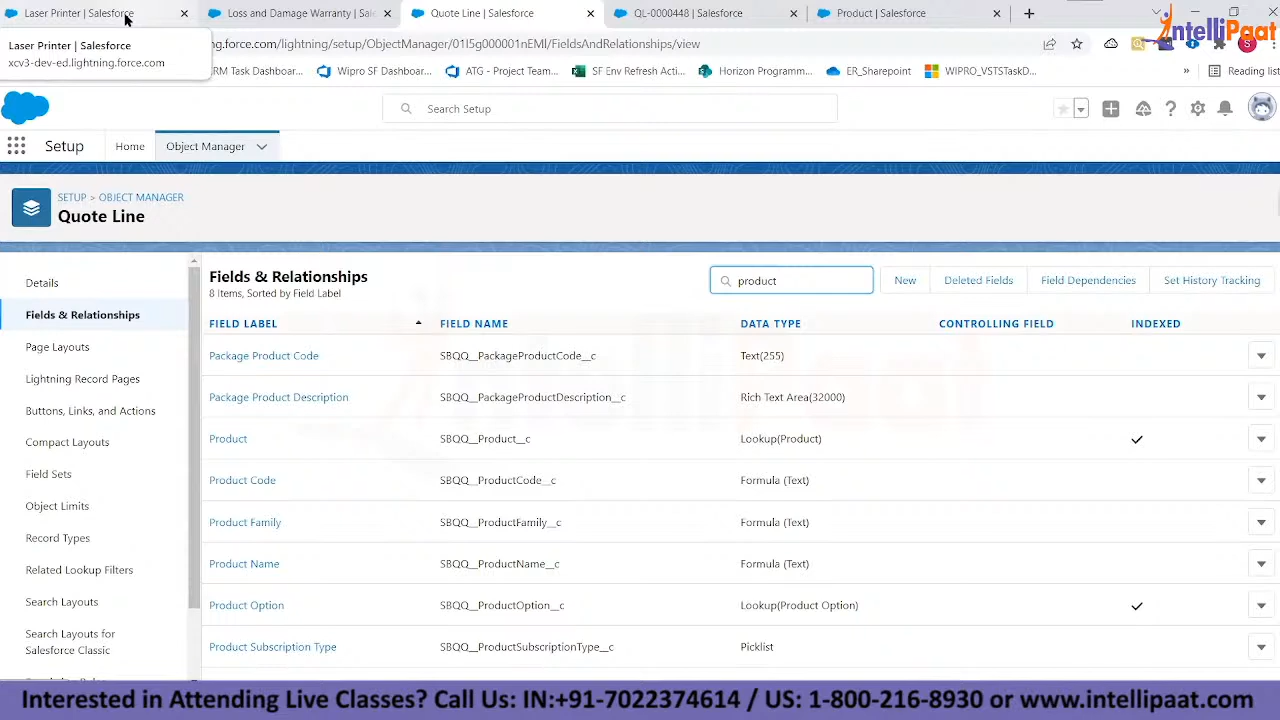 Laser Printer | Salesforce
Loss and Damage Warranty | Sal
Quote Line | Salesforce
QL-0000448 | Salesforce
Product | Salesforce
IntelliPaat
Laser Printer | Salesforce
xcv3-dev-ed.lightning.force.com
Task Dashboar...
Wipro SF Dashboar...
ATG - Project Team...
SF Env Refresh Acti...
Horizon Programm...
ER_Sharepoint
WIPRO_VSTSTaskD...
»
Reading list
Search Setup
Setup
Home
Object Manager
SETUP > OBJECT MANAGER
Quote Line
Details
Fields & Relationships
Page Layouts
Lightning Record Pages
Buttons, Links, and Actions
Compact Layouts
Field Sets
Object Limits
Record Types
Related Lookup Filters
Search Layouts
Search Layouts for
Salesforce Classic
Fields & Relationships
8 Items, Sorted by Field Label
product
New
Deleted Fields
Field Dependencies
Set History Tracking
FIELD LABEL FIELD NAME DATA TYPE CONTROLLING FIELD INDEXED
Package Product Code SBQQ__PackageProductCode__c Text(255)
Package Product Description SBQQ__PackageProductDescription__c Rich Text Area(32000)
Product SBQQ__Product__c Lookup(Product)
Product Code SBQQ__ProductCode__c Formula (Text)
Product Family SBQQ__ProductFamily__c Formula (Text)
Product Name SBQQ__ProductName__c Formula (Text)
Product Option SBQQ__ProductOption__c Lookup(Product Option)
Product Subscription Type SBQQ__ProductSubscriptionType__c Picklist
Interested in Attending Live Classes? Call Us: IN:+91-7022374614 / US: 1-800-216-8930 or www.intellipaat.com